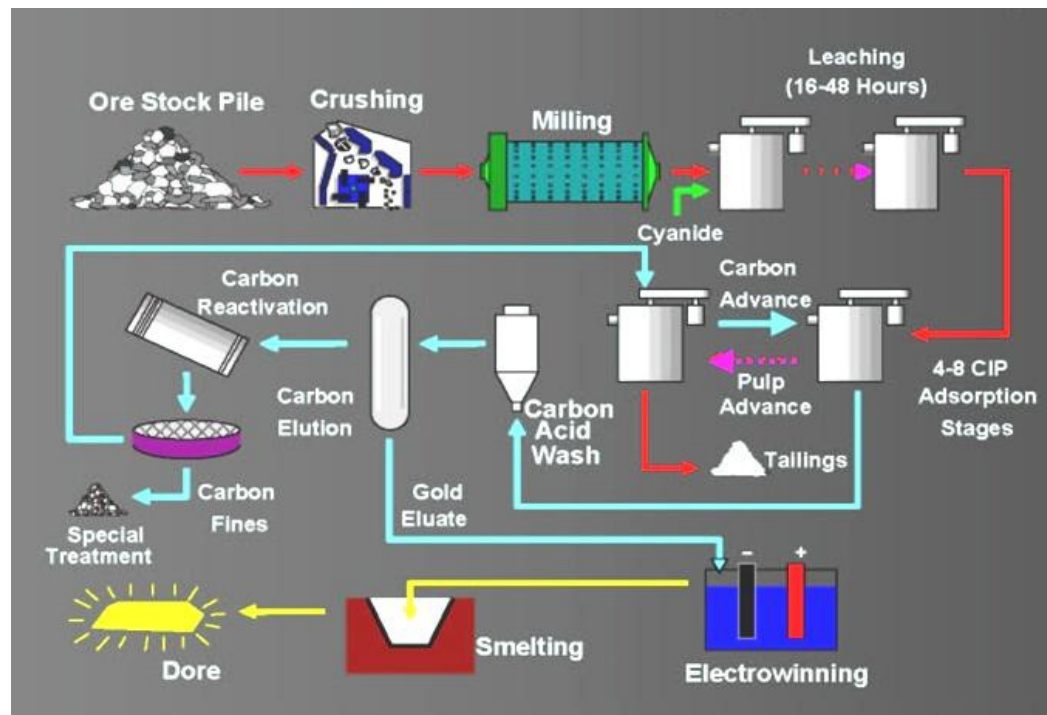 Ore Stock Pile
Crushing
Milling
Leaching
(16-48 Hours)
Cyanide
Carbon
Reactivation
Carbon
Advance
Carbon
Elution
Carbon
Acid
Wash
Pulp
Advance
4-8 CIP
Adsorption
Stages
Tailings
Carbon
Fines
Gold
Eluate
Special
Treatment
- +
Dore
Smelting
Electrowinning